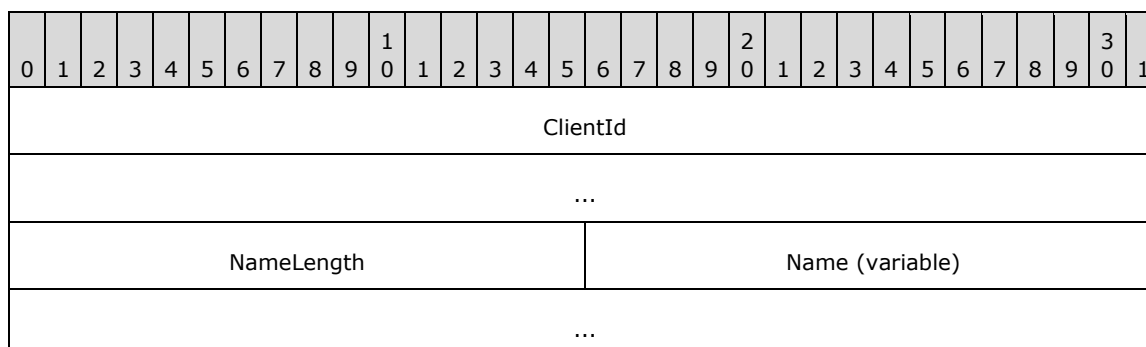 1 2 3
0 1 2 3 4 5 6 7 8 9 0 1 2 3 4 5 6 7 8 9 0 1 2 3 4 5 6 7 8 9 0 1
ClientId
...
NameLength Name (variable)
...